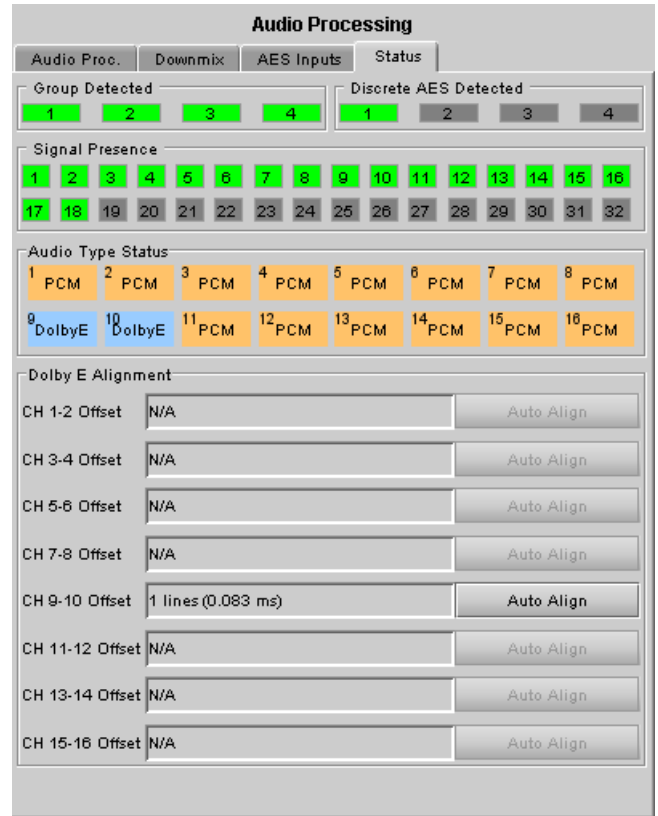 Audio Processing
Audio Proc. Downmix AES Inputs Status
Group Detected Discrete AES Detected
1 2 3 4 1 2 3 4
Signal Presence
1 2 3 4 5 6 7 8 9 10 11 12 13 14 15 16
17 18 19 20 21 22 23 24 25 26 27 28 29 30 31 32
Audio Type Status
1 PCM 2 PCM 3 PCM 4 PCM 5 PCM 6 PCM 7 PCM 8 PCM
9 DolbyE 10 DolbyE 11 PCM 12 PCM 13 PCM 14 PCM 15 PCM 16 PCM
Dolby E Alignment
CH 1-2 Offset N/A Auto Align
CH 3-4 Offset N/A Auto Align
CH 5-6 Offset N/A Auto Align
CH 7-8 Offset N/A Auto Align
CH 9-10 Offset 1 lines (0.083 ms) Auto Align
CH 11-12 Offset N/A Auto Align
CH 13-14 Offset N/A Auto Align
CH 15-16 Offset N/A Auto Align